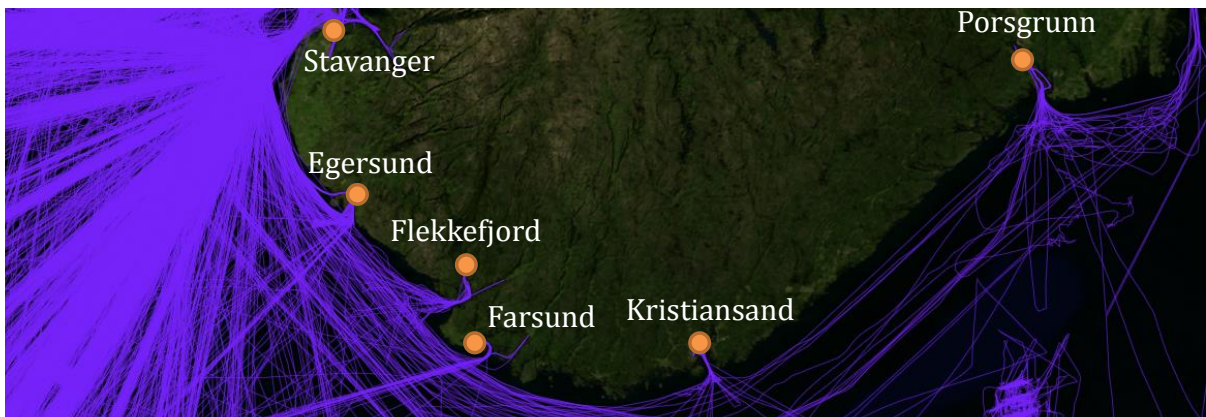 Porsgrunn
Stavanger
Egersund
Flekkefjord
Farsund
Kristiansand